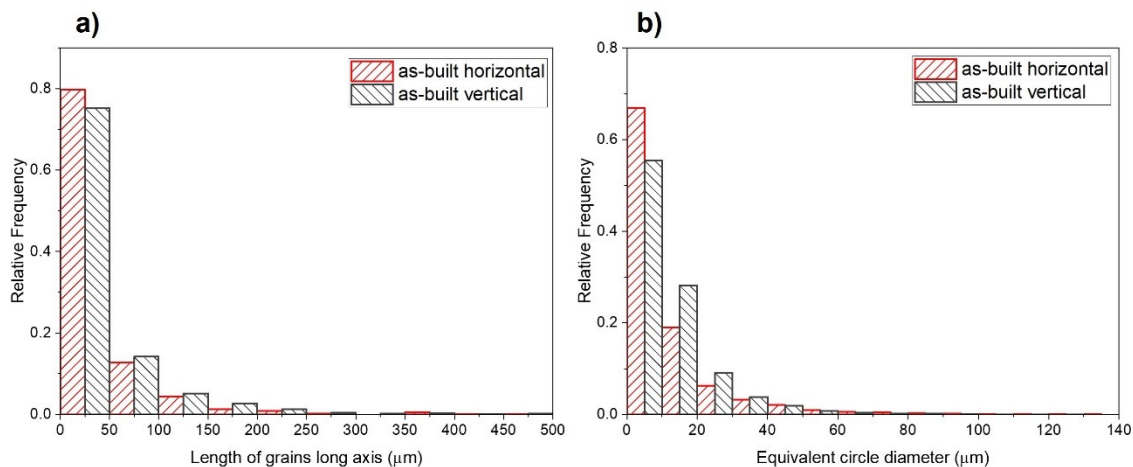 a)
as-built horizontal
as-built vertical
Relative Frequency
0.8
0.6
0.4
0.2
0.0
0 50 100 150 200 250 300 350 400 450 500
Length of grains long axis (μm)
b)
as-built horizontal
as-built vertical
Relative Frequency
0.8
0.6
0.4
0.2
0.0
0 20 40 60 80 100 120 140
Equivalent circle diameter (μm)